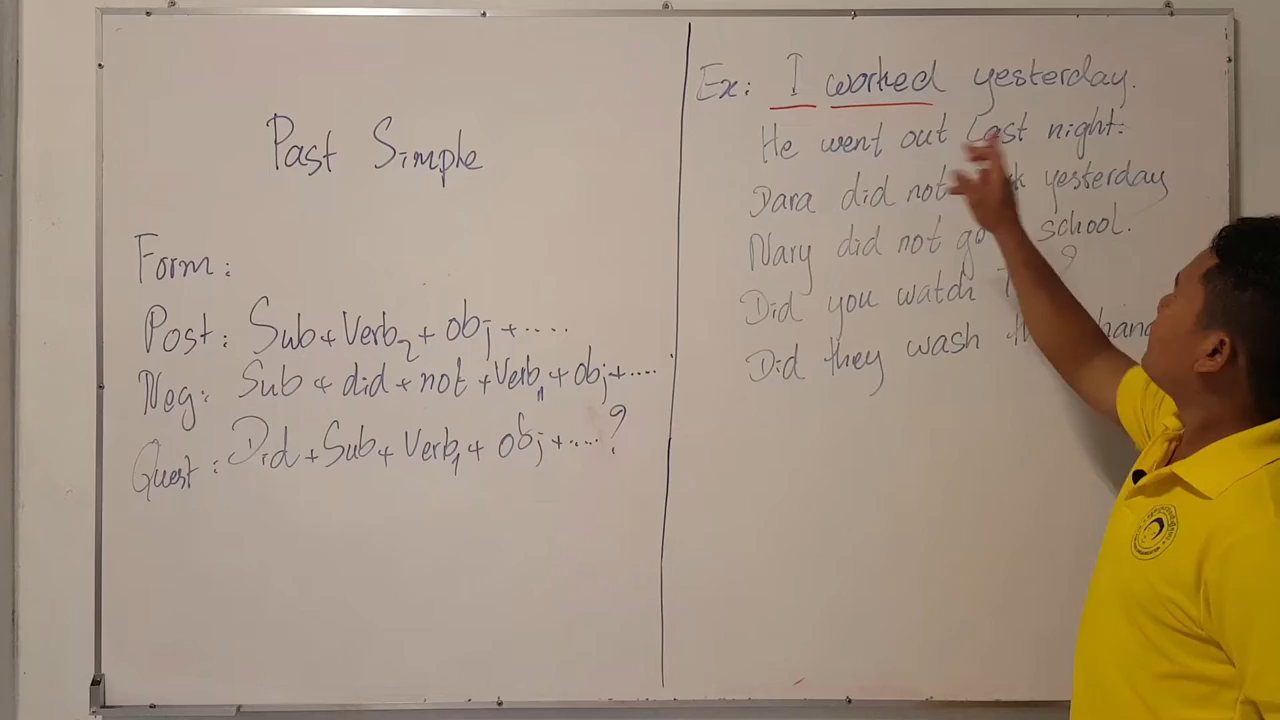 Past Simple
Form:
Post: Sub + Verb2 + obj + ....
Neg: Sub + did + not + Verb1 + obj + ....
Quest: Did + Sub + Verb1 + obj + .... ?
Ex: I worked yesterday.
He went out Last night.
Dara did not yesterday
Nary did not go school.
Did you watch ?
Did they wash